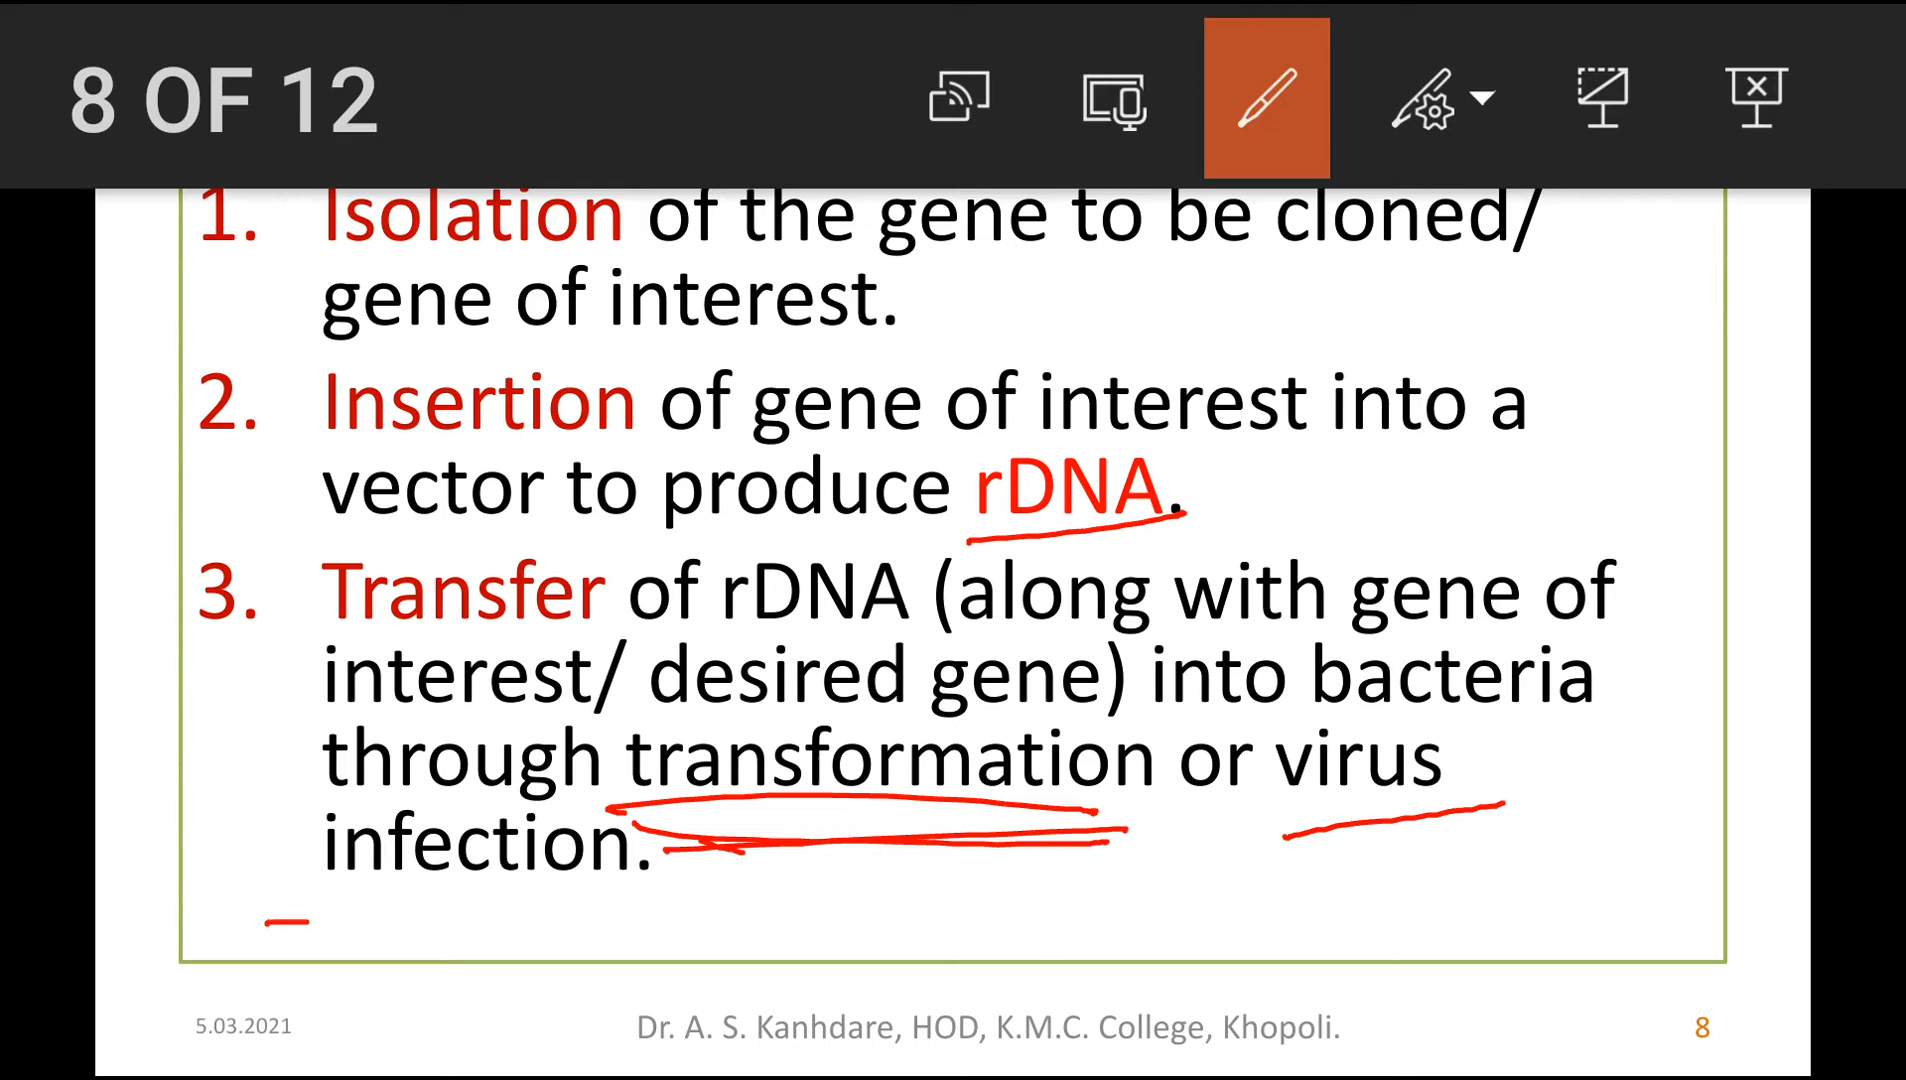 8 OF 12
1. Isolation of the gene to be cloned/
gene of interest.
2. Insertion of gene of interest into a
vector to produce rDNA.
3. Transfer of rDNA (along with gene of
interest/ desired gene) into bacteria
through transformation or virus
infection.
5.03.2021
Dr. A. S. Kanhdare, HOD, K.M.C. College, Khopoli.
8